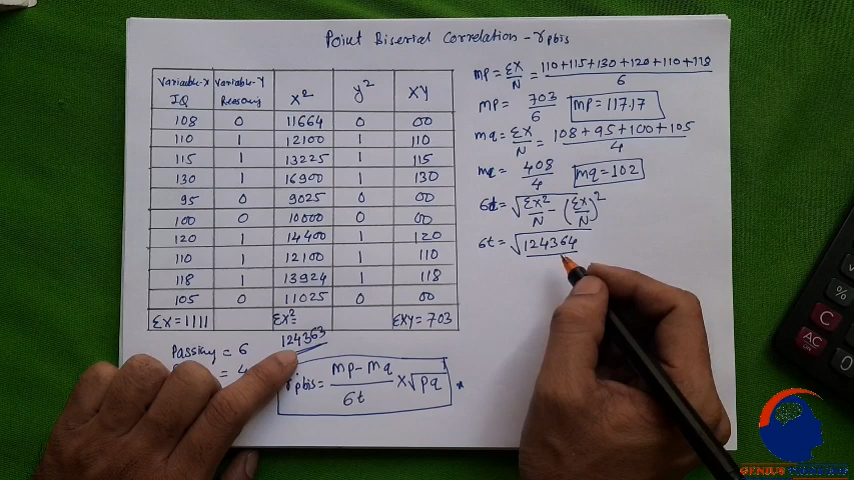 Point Biserial Correlation - rpbis
Variable-X IQ | Variable-Y Reasoning | X² | Y² | XY
108 | 0 | 11664 | 0 | 00
110 | 1 | 12100 | 1 | 110
115 | 1 | 13225 | 1 | 115
130 | 1 | 16900 | 1 | 130
95 | 0 | 9025 | 0 | 00
100 | 0 | 10000 | 0 | 00
120 | 1 | 14400 | 1 | 120
110 | 1 | 12100 | 1 | 110
118 | 1 | 13924 | 1 | 118
105 | 0 | 11025 | 0 | 00
ΣX = 1111 | ΣX² = 124363 | ΣXY = 703
Passing = 6
= 4
rpbis = (Mp - Mq) / 6t × √pq
Mp = ΣX/N = (110+115+130+120+110+118) / 6
Mp = 703/6 Mp = 117.17
Mq = ΣX/N = (108+95+100+105) / 4
Mq = 408/4 Mq = 102
6t = √ΣX²/N - (ΣX/N)²
6t = √124364
C
AC
GENIUS